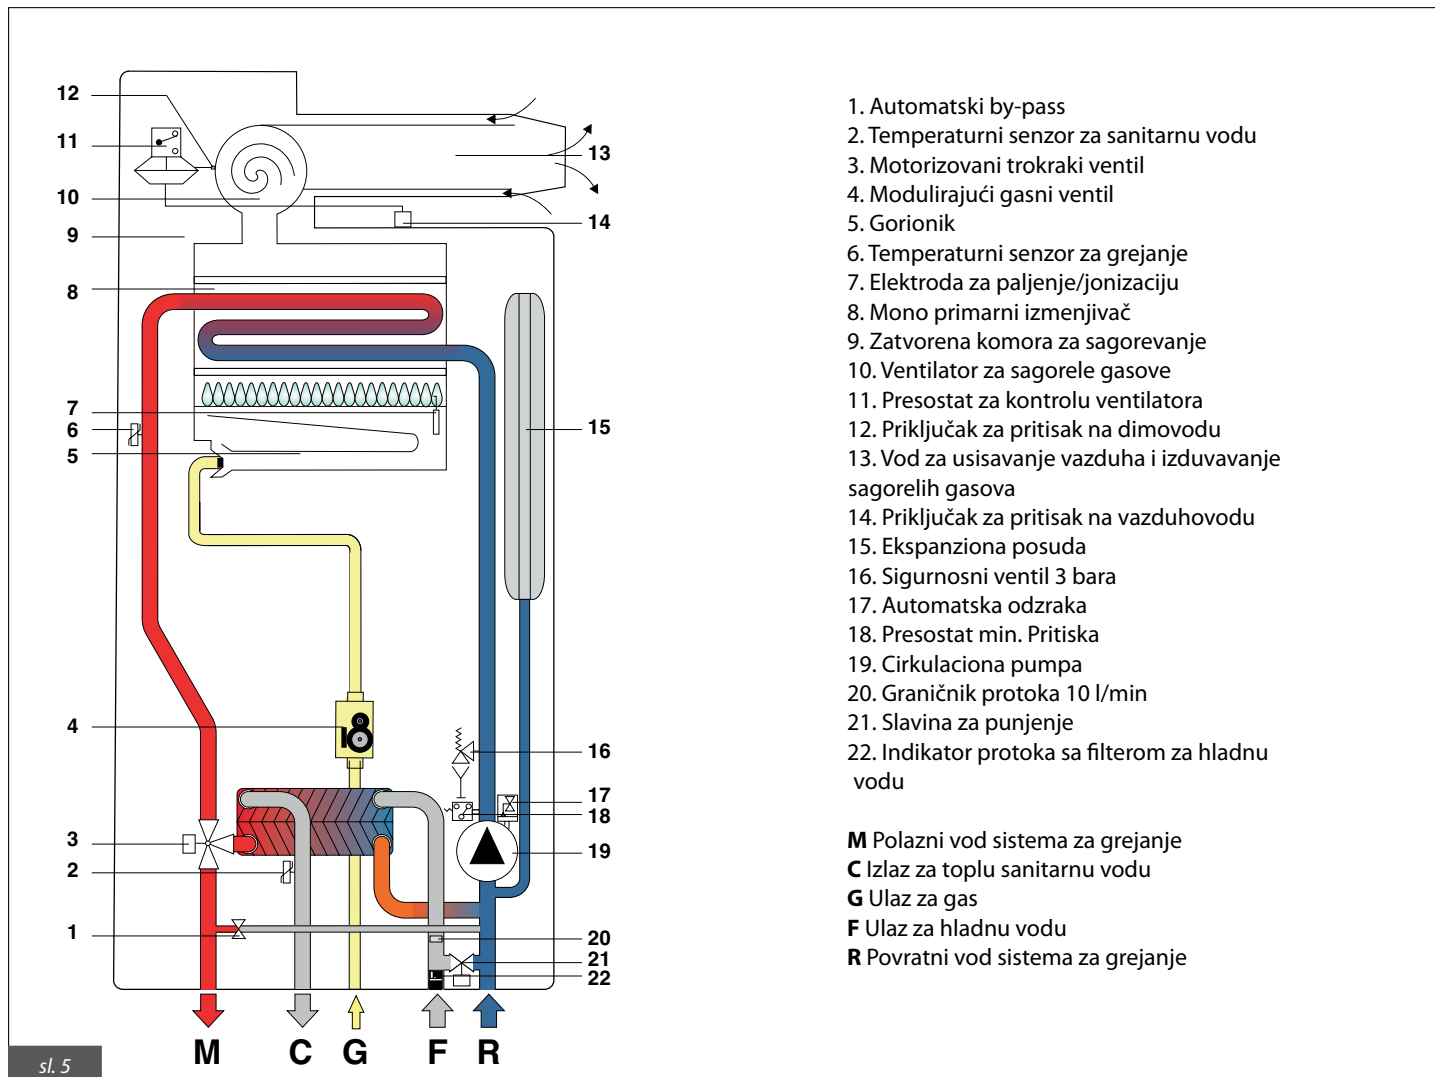 12
11
10
9
8
7
6
5
4
3
2
1
13
14
15
16
17
18
19
20
21
22
M C G F R
sl. 5
1. Automatski by-pass
2. Temperaturni senzor za sanitarnu vodu
3. Motorizovani trokraki ventil
4. Modulirajući gasni ventil
5. Gorionik
6. Temperaturni senzor za grejanje
7. Elektroda za paljenje/jonizaciju
8. Mono primarni izmenjivač
9. Zatvorena komora za sagorevanje
10. Ventilator za sagorele gasove
11. Presostat za kontrolu ventilatora
12. Priključak za pritisak na dimovodu
13. Vod za usisavanje vazduha i izduvavanje
sagorelih gasova
14. Priključak za pritisak na vazduhovodu
15. Ekspanziona posuda
16. Sigurnosni ventil 3 bara
17. Automatska odzraka
18. Presostat min. Pritiska
19. Cirkulaciona pumpa
20. Graničnik protoka 10 l/min
21. Slavina za punjenje
22. Indikator protoka sa filterom za hladnu
vodu
M Polazni vod sistema za grejanje
C Izlaz za toplu sanitarnu vodu
G Ulaz za gas
F Ulaz za hladnu vodu
R Povratni vod sistema za grejanje